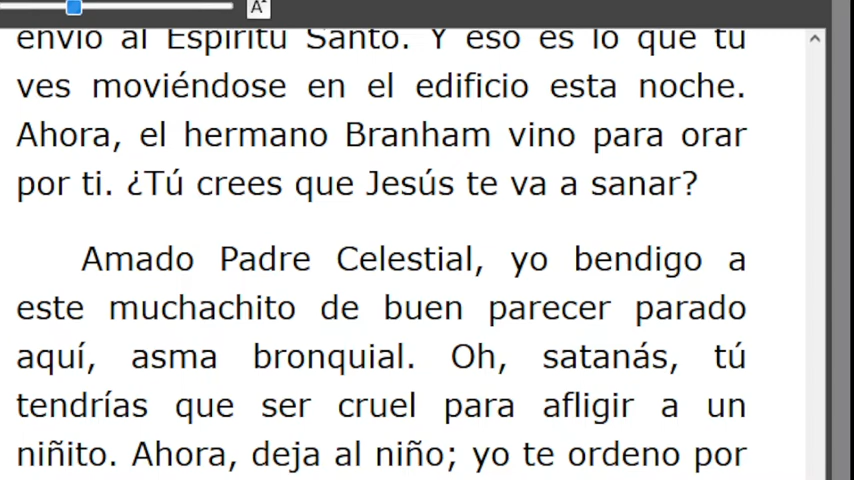 A
envió al Espíritu Santo. Y eso es lo que tú
ves moviéndose en el edificio esta noche.
Ahora, el hermano Branham vino para orar
por ti. ¿Tú crees que Jesús te va a sanar?
Amado Padre Celestial, yo bendigo a
este muchachito de buen parecer parado
aquí, asma bronquial. Oh, satanás, tú
tendrías que ser cruel para afligir a un
niñito. Ahora, deja al niño; yo te ordeno por